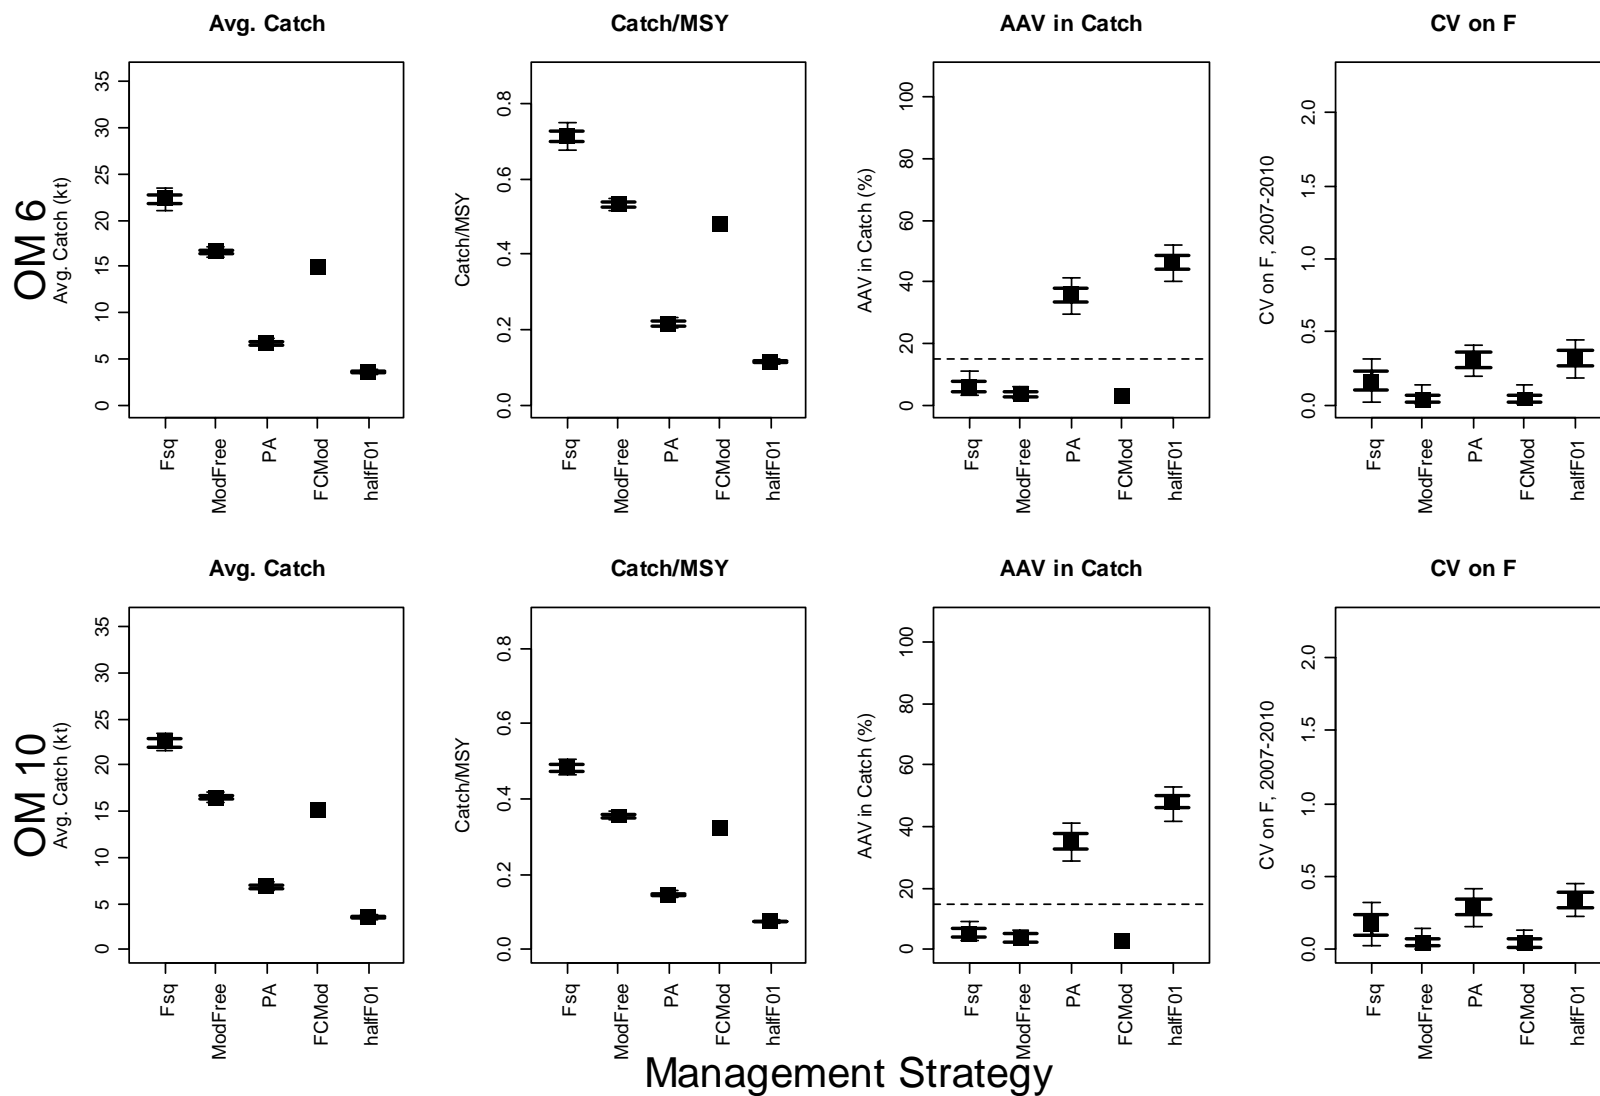 Avg. Catch
Catch/MSY
AAV in Catch
CV on F
OM 6
Avg. Catch (kt)
0 5 10 15 20 25 30 35
Catch/MSY
0.0 0.2 0.4 0.6 0.8
AAV in Catch (%)
0 20 40 60 80 100
CV on F, 2007-2010
0.0 0.5 1.0 1.5 2.0
Fsq ModFree PA FCMod halfF01
Fsq ModFree PA FCMod halfF01
Fsq ModFree PA FCMod halfF01
Fsq ModFree PA FCMod halfF01
Avg. Catch
Catch/MSY
AAV in Catch
CV on F
OM 10
Avg. Catch (kt)
0 5 10 15 20 25 30 35
Catch/MSY
0.0 0.2 0.4 0.6 0.8
AAV in Catch (%)
0 20 40 60 80 100
CV on F, 2007-2010
0.0 0.5 1.0 1.5 2.0
Fsq ModFree PA FCMod halfF01
Fsq ModFree PA FCMod halfF01
Fsq ModFree PA FCMod halfF01
Fsq ModFree PA FCMod halfF01
Management Strategy